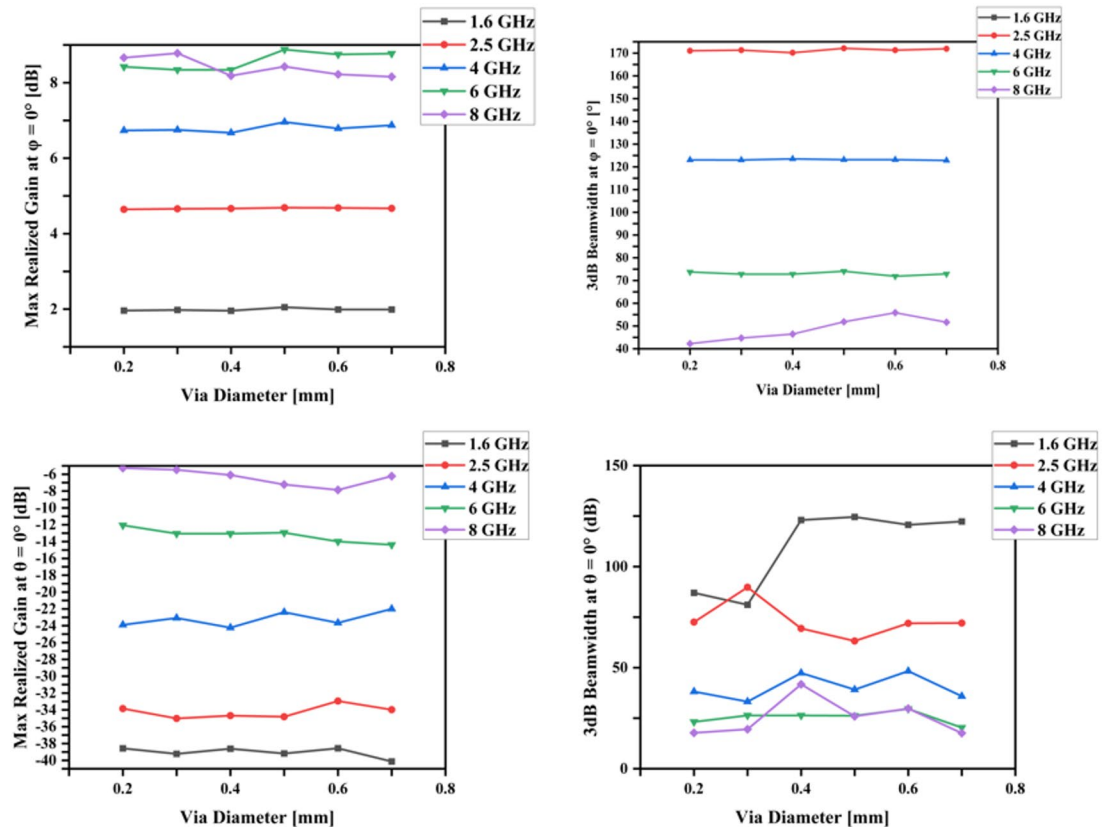 1.6 GHz
2.5 GHz
4 GHz
6 GHz
8 GHz
Max Realized Gain at φ = 0° [dB]
8
6
4
2
0.2 0.4 0.6 0.8
Via Diameter [mm]
1.6 GHz
2.5 GHz
4 GHz
6 GHz
8 GHz
3dB Beamwidth at φ = 0° [°]
170
160
150
140
130
120
110
100
90
80
70
60
50
40
0.2 0.4 0.6 0.8
Via Diameter [mm]
1.6 GHz
2.5 GHz
4 GHz
6 GHz
8 GHz
Max Realized Gain at θ = 0° [dB]
-6
-8
-10
-12
-14
-16
-18
-20
-22
-24
-26
-28
-30
-32
-34
-36
-38
-40
0.2 0.4 0.6 0.8
Via Diameter [mm]
1.6 GHz
2.5 GHz
4 GHz
6 GHz
8 GHz
3dB Beamwidth at θ = 0° (dB)
150
100
50
0
0.2 0.4 0.6 0.8
Via Diameter [mm]